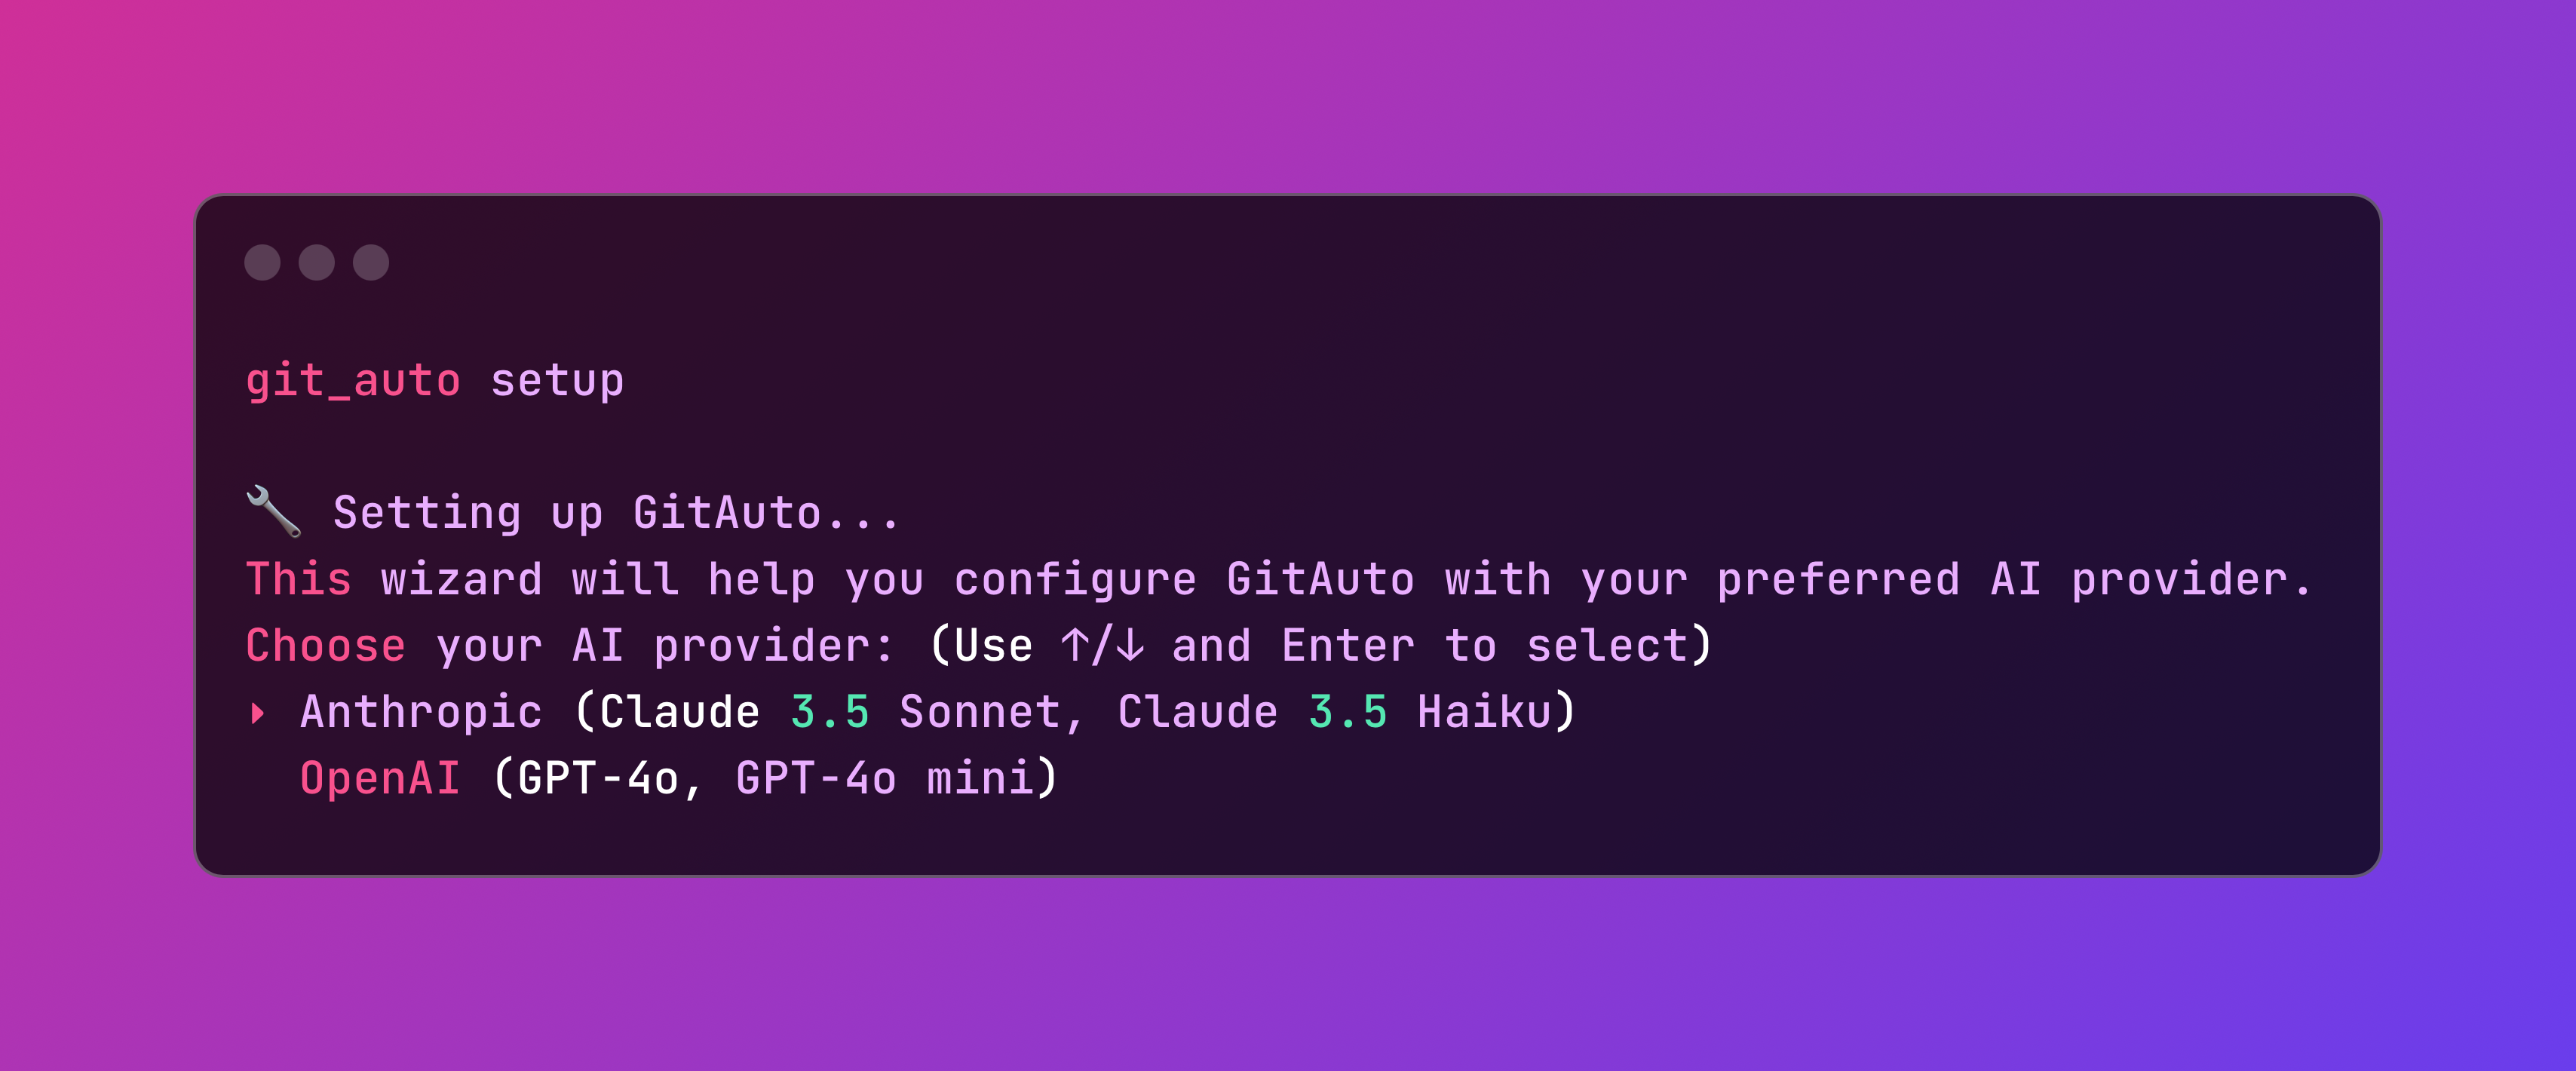 git_auto setup
🔧 Setting up GitAuto...
This wizard will help you configure GitAuto with your preferred AI provider.
Choose your AI provider: (Use ↑/↓ and Enter to select)
‣ Anthropic (Claude 3.5 Sonnet, Claude 3.5 Haiku)
OpenAI (GPT-4o, GPT-4o mini)